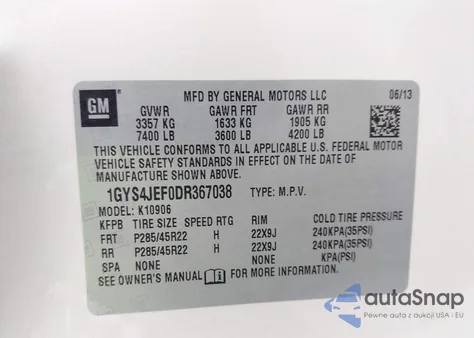 GM
MFD BY GENERAL MOTORS LLC 06/13
GVWR GAWR FRT GAWR RR
3357 KG 1633 KG 1905 KG
7400 LB 3600 LB 4200 LB
THIS VEHICLE CONFORMS TO ALL APPLICABLE U.S. FEDERAL MOTOR
VEHICLE SAFETY STANDARDS IN EFFECT ON THE DATE OF
MANUFACTURE SHOWN ABOVE.
1GYS4JEF0DR367038 TYPE: M.P.V.
MODEL: K10906
KFPB TIRE SIZE SPEED RTG RIM COLD TIRE PRESSURE
FRT P285/45R22 H 22X9J 240KPA(35PSI)
RR P285/45R22 H 22X9J 240KPA(35PSI)
SPA NONE NONE KPA(PSI)
SEE OWNER'S MANUAL FOR MORE INFORMATION.
autaSnap
Pewne auta z aukcji USA i EU